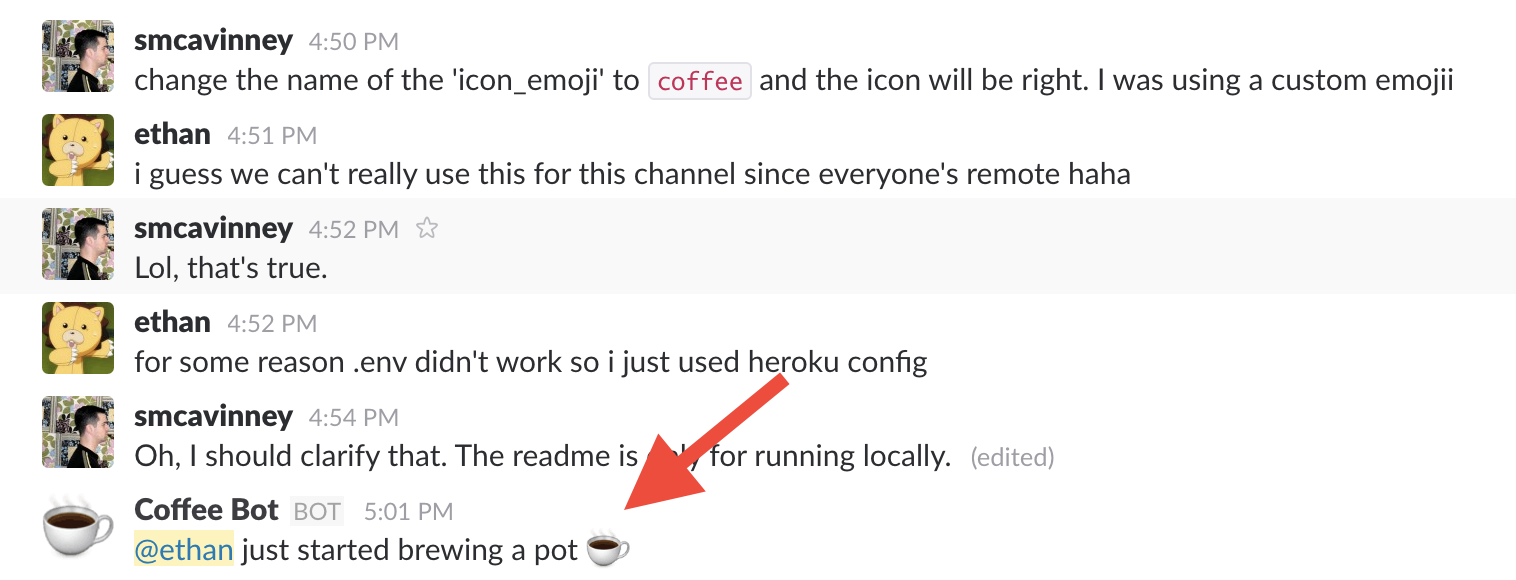 smcavinney 4:50 PM
change the name of the 'icon_emoji' to coffee and the icon will be right. I was using a custom emojii
ethan 4:51 PM
i guess we can't really use this for this channel since everyone's remote haha
smcavinney 4:52 PM
Lol, that's true.
ethan 4:52 PM
for some reason .env didn't work so i just used heroku config
smcavinney 4:54 PM
Oh, I should clarify that. The readme is only for running locally. (edited)
Coffee Bot BOT 5:01 PM
@ethan just started brewing a pot